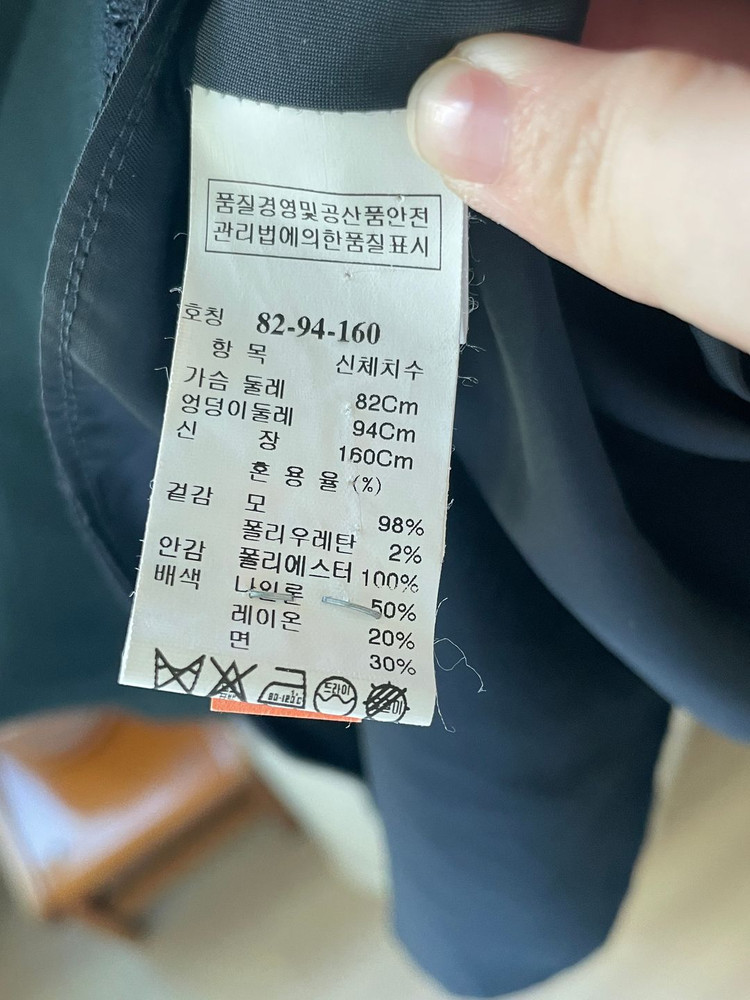 품질경영및공산품안전
관리법에의한품질표시
호칭 82-94-160
항 목 신체치수
가슴 둘레 82Cm
엉덩이둘레 94Cm
신 장 160Cm
혼 용 율 (%)
겉감 모 98%
폴리우레탄 2%
안감 폴리에스터 100%
배색 나일론 50%
레이온 20%
면 30%
80-120℃ 드라이